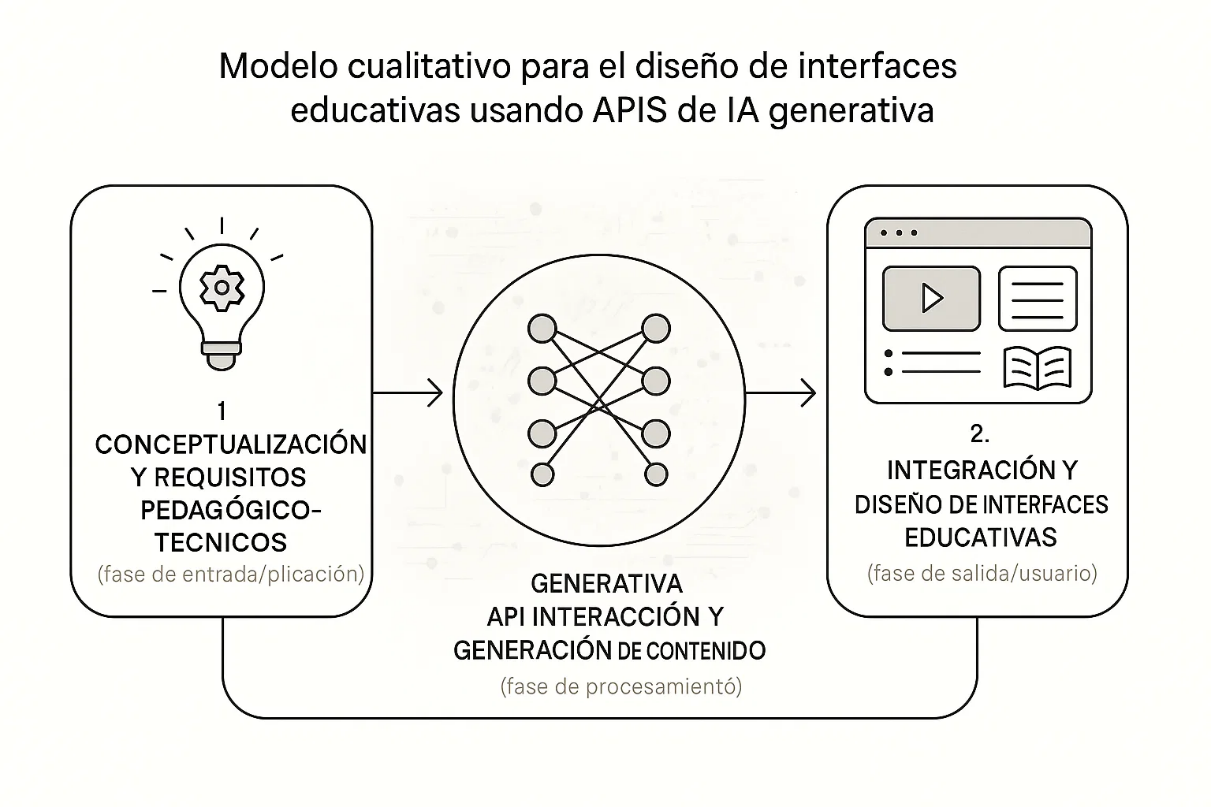 Modelo cualitativo para el diseño de interfaces
educativas usando APIS de IA generativa
1
CONCEPTUALIZACIÓN
Y REQUISITOS
PEDAGÓGICO-
TECNICOS
(fase de entrada/plicación)
GENERATIVA
API INTERACCIÓN Y
GENERACIÓN DE CONTENIDO
(fase de procesamientó)
2.
INTEGRACIÓN Y
DISEÑO DE INTERFACES
EDUCATIVAS
(fase de salida/usuario)